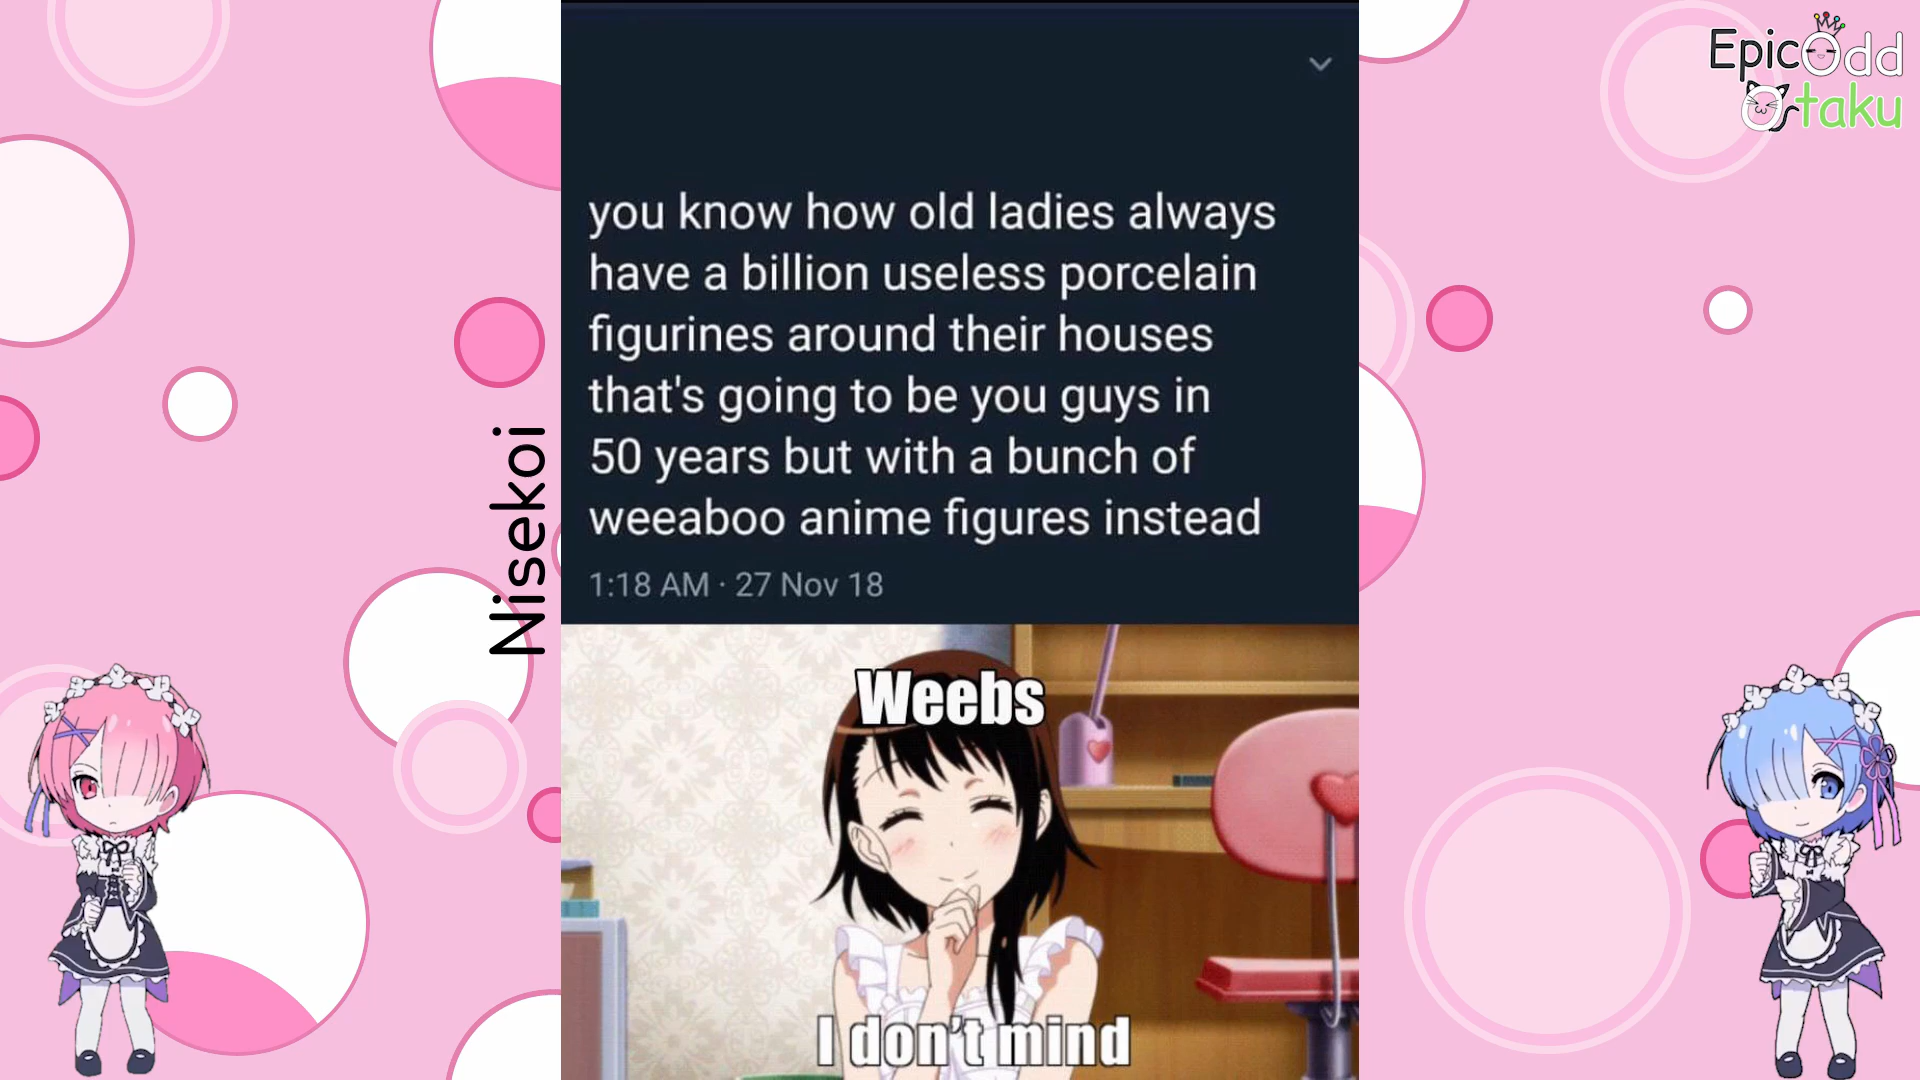 EpicOdd
Otaku
you know how old ladies always
have a billion useless porcelain
figurines around their houses
that's going to be you guys in
50 years but with a bunch of
weeaboo anime figures instead
1:18 AM · 27 Nov 18
Nisekoi
Weebs
I don't mind